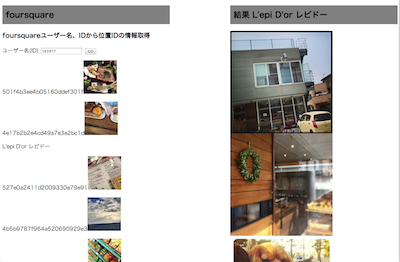 foursquare
foursquareユーザー名、IDから位置IDの情報取得
ユーザー名(ID)
GO
501f4b3ee4b05160ddef301f
4e17b2b2e4cd49a7e3e2bc1d
L'epi D'or レピドー
527e0a2411d2009330e79e91
4b5b9787f964a520690929e3
結果 L'epi D'or レピドー